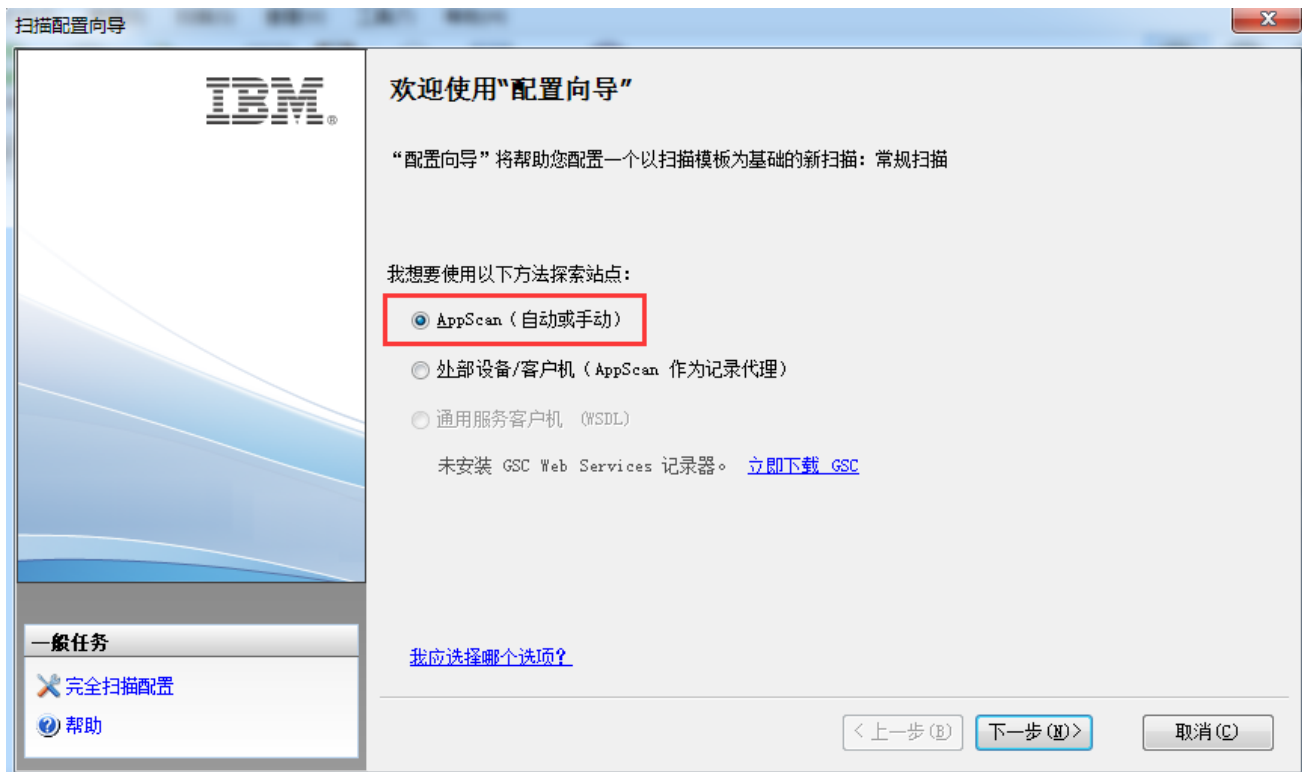 扫描配置向导
IBM®
欢迎使用“配置向导”
“配置向导”将帮助您配置一个以扫描模板为基础的新扫描：常规扫描
我想要使用以下方法探索站点：
AppScan（自动或手动）
外部设备/客户机（AppScan 作为记录代理）
通用服务客户机 (WSDL)
未安装 GSC Web Services 记录器。 立即下载 GSC
一般任务
完全扫描配置
帮助
我应选择哪个选项？
<上一步(B) 下一步(N)> 取消(C)